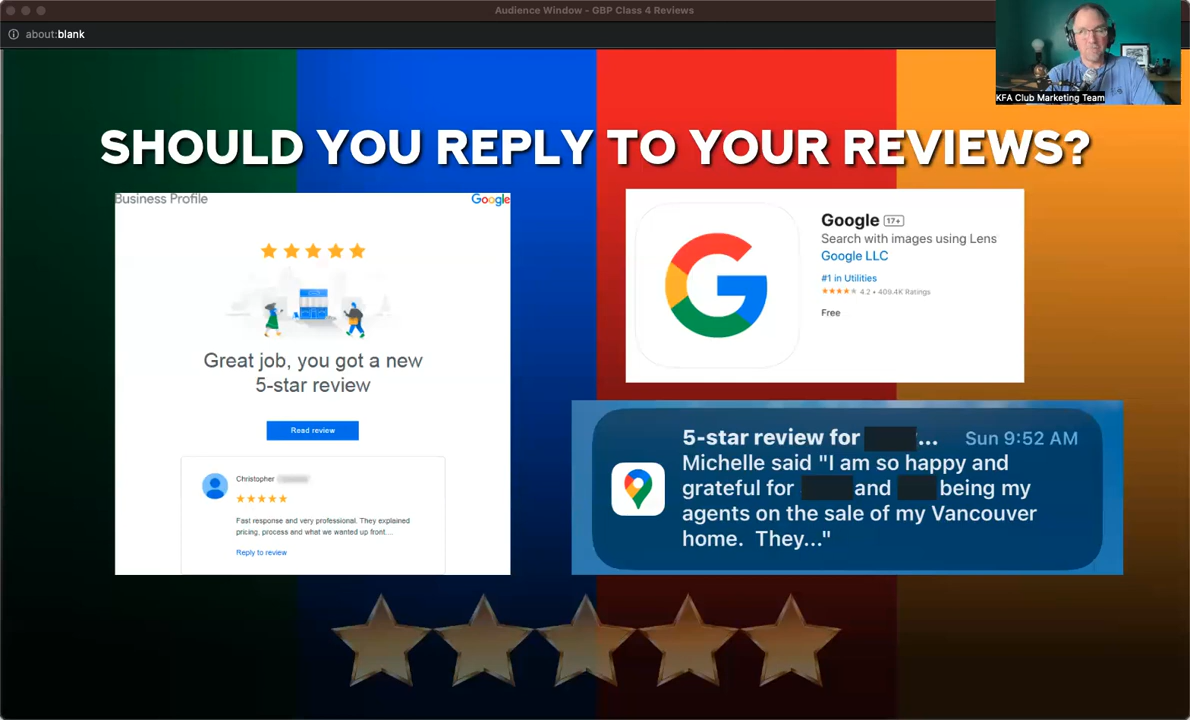 Audience Window - GBP Class 4 Reviews
about:blank
KFA Club Marketing Team
SHOULD YOU REPLY TO YOUR REVIEWS?
Business Profile
Google
Great job, you got a new
5-star review
Read review
Christopher
Fast response and very professional. They explained
pricing, process and what we wanted up front....
Reply to review
Google 17+
Search with images using Lens
Google LLC
#1 in Utilities
4.2 • 409.4K Ratings
Free
5-star review for ... Sun 9:52 AM
Michelle said "I am so happy and
grateful for and being my
agents on the sale of my Vancouver
home. They..."